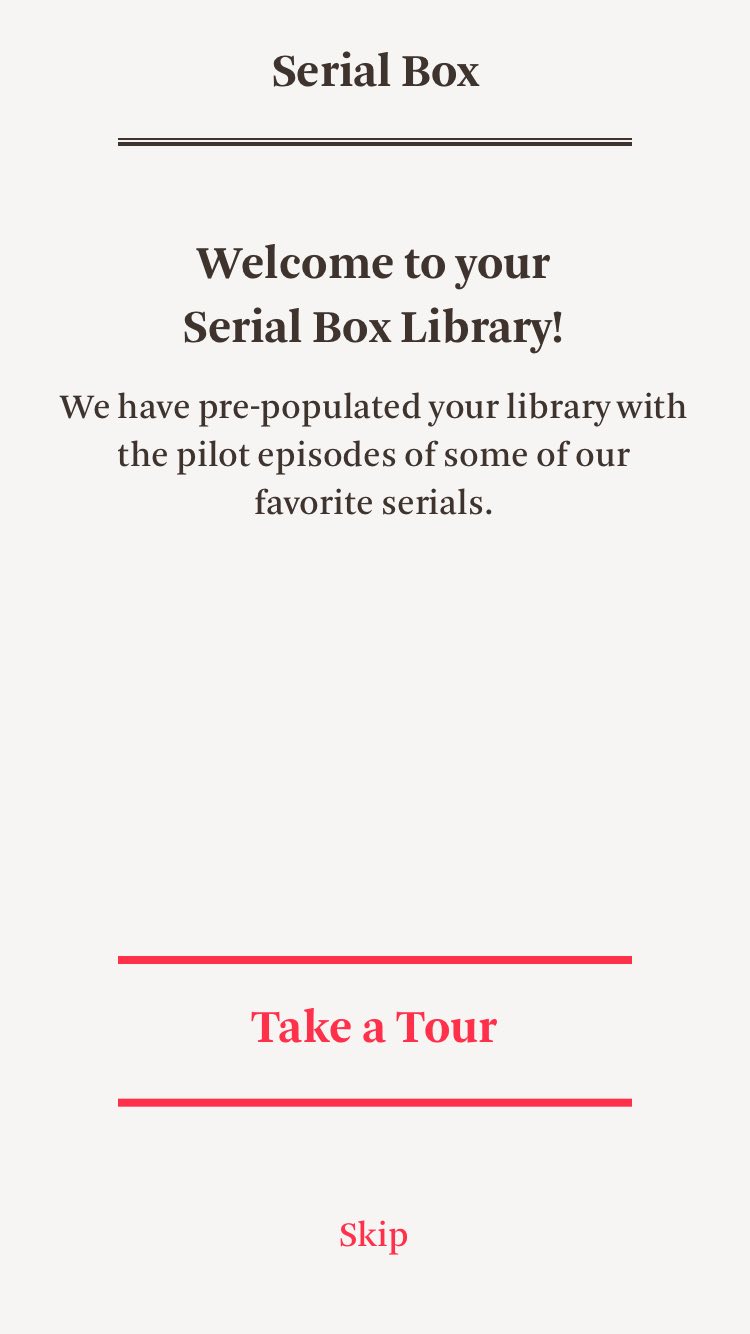 Serial Box
Welcome to your
Serial Box Library!
We have pre-populated your library with
the pilot episodes of some of our
favorite serials.
Take a Tour
Skip